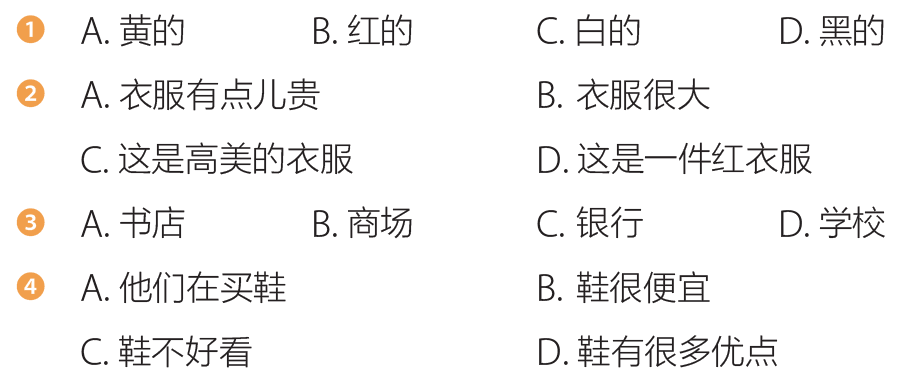 1 A. 黄的 B. 红的 C. 白的 D. 黑的
2 A. 衣服有点儿贵 B. 衣服很大
C. 这是高美的衣服 D. 这是一件红衣服
3 A. 书店 B. 商场 C. 银行 D. 学校
4 A. 他们在买鞋 B. 鞋很便宜
C. 鞋不好看 D. 鞋有很多优点